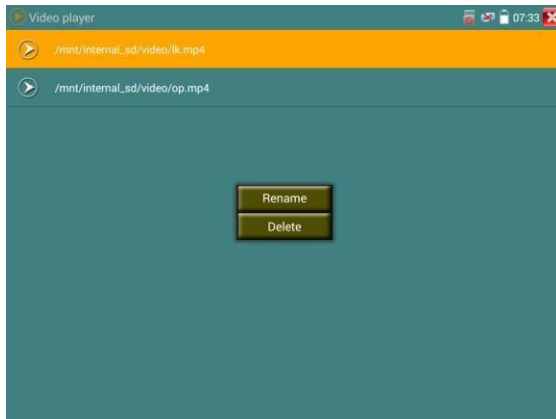 Video player
07:33
/mnt/internal_sd/video/lk.mp4
/mnt/internal_sd/video/op.mp4
Rename
Delete